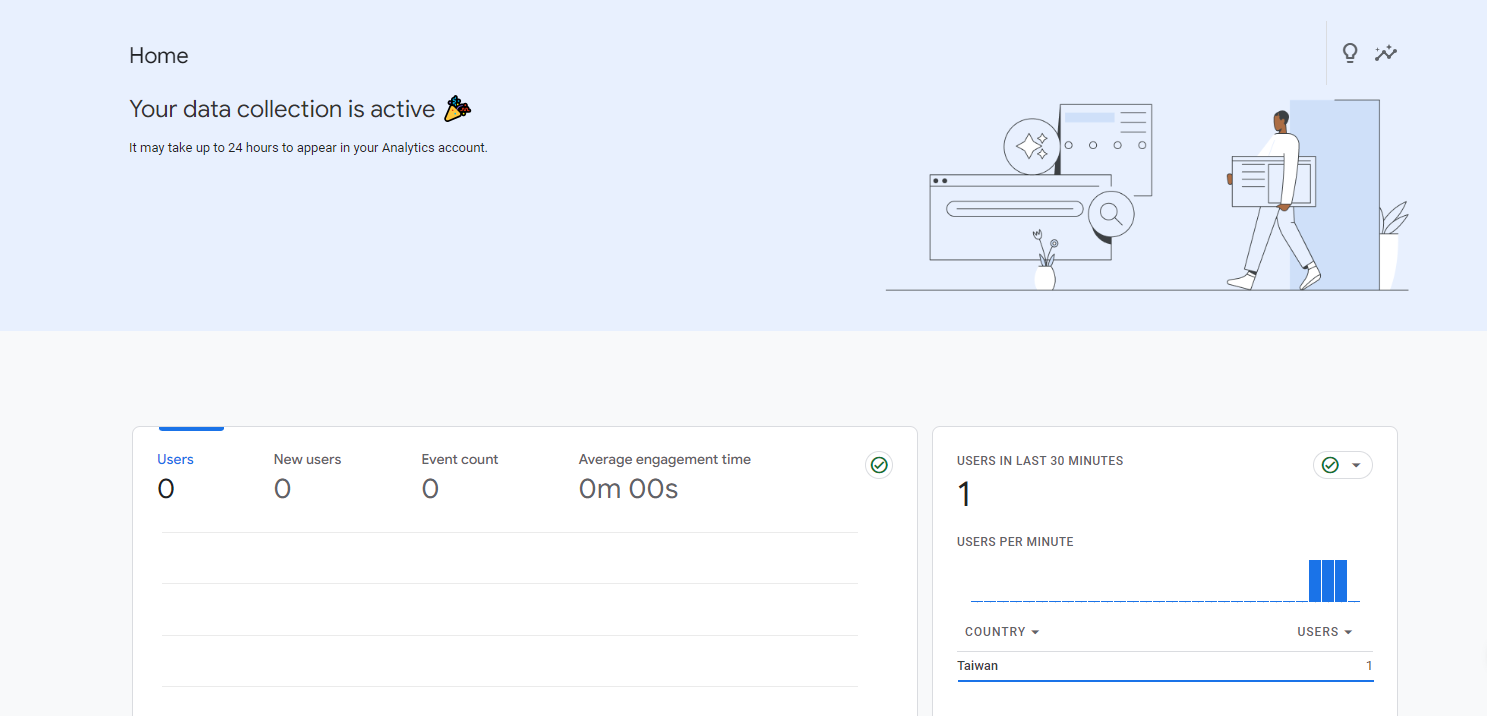 Home
Your data collection is active 🎉
It may take up to 24 hours to appear in your Analytics account.
Users
0
New users
0
Event count
0
Average engagement time
0m 00s
USERS IN LAST 30 MINUTES
1
USERS PER MINUTE
COUNTRY
USERS
Taiwan
1